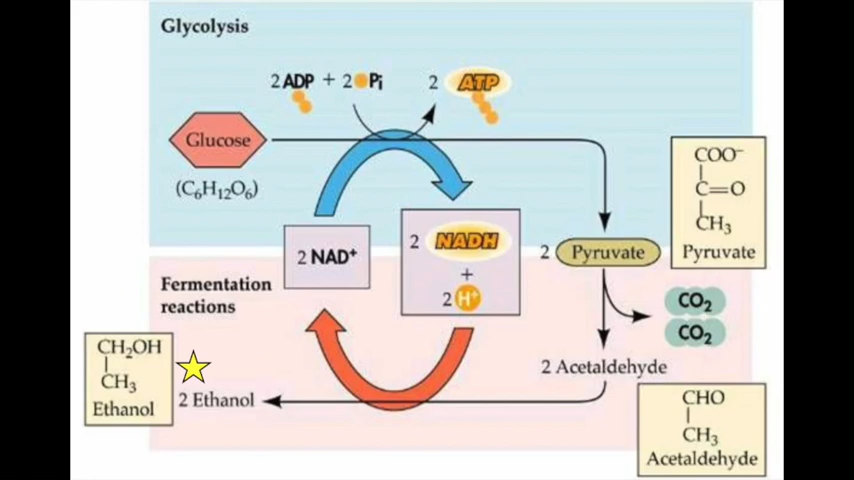 Glycolysis
2 ADP + 2 Pi
2 ATP
Glucose
(C₆H₁₂O₆)
COO⁻
C=O
CH₃
Pyruvate
2 NAD⁺
2 NADH
+
2 H⁺
2 Pyruvate
Fermentation
reactions
CO₂
CO₂
CH₂OH
CH₃
Ethanol
2 Ethanol
2 Acetaldehyde
CHO
CH₃
Acetaldehyde